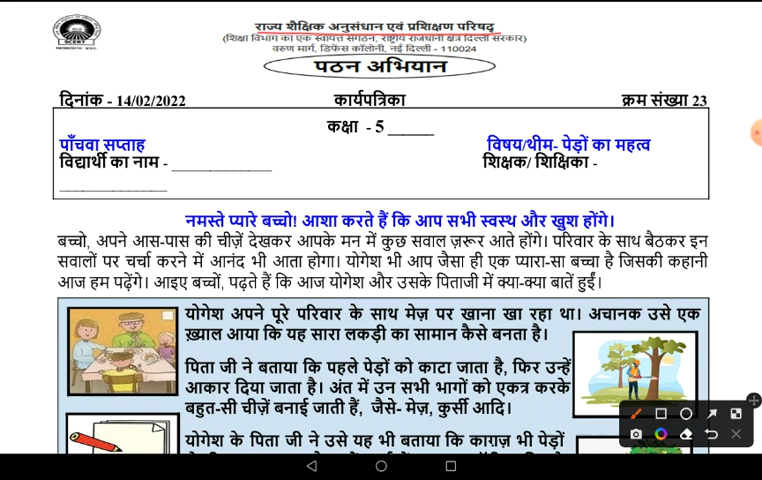 राज्य शैक्षिक अनुसंधान एवं प्रशिक्षण परिषद्
(शिक्षा विभाग का एक स्वायत्त संगठन, राष्ट्रीय राजधानी क्षेत्र दिल्ली सरकार)
वरुण मार्ग, डिफेंस कॉलोनी, नई दिल्ली - 110024
पठन अभियान
दिनांक - 14/02/2022 कार्यपत्रिका क्रम संख्या 23
कक्षा - 5 ______
पाँचवा सप्ताह विषय/थीम- पेड़ों का महत्व
विद्यार्थी का नाम - ______________ शिक्षक/ शिक्षिका -
_______________
नमस्ते प्यारे बच्चो! आशा करते हैं कि आप सभी स्वस्थ और खुश होंगे।
बच्चो, अपने आस-पास की चीज़ें देखकर आपके मन में कुछ सवाल ज़रूर आते होंगे। परिवार के साथ बैठकर इन
सवालों पर चर्चा करने में आनंद भी आता होगा। योगेश भी आप जैसा ही एक प्यारा-सा बच्चा है जिसकी कहानी
आज हम पढ़ेंगे। आइए बच्चों, पढ़ते हैं कि आज योगेश और उसके पिताजी में क्या-क्या बातें हुईं।
योगेश अपने पूरे परिवार के साथ मेज़ पर खाना खा रहा था। अचानक उसे एक
ख़्याल आया कि यह सारा लकड़ी का सामान कैसे बनता है।
पिता जी ने बताया कि पहले पेड़ों को काटा जाता है, फिर उन्हें
आकार दिया जाता है। अंत में उन सभी भागों को एकत्र करके
बहुत-सी चीज़ें बनाई जाती हैं, जैसे- मेज़, कुर्सी आदि।
योगेश के पिता जी ने उसे यह भी बताया कि कागज़ भी पेड़ों